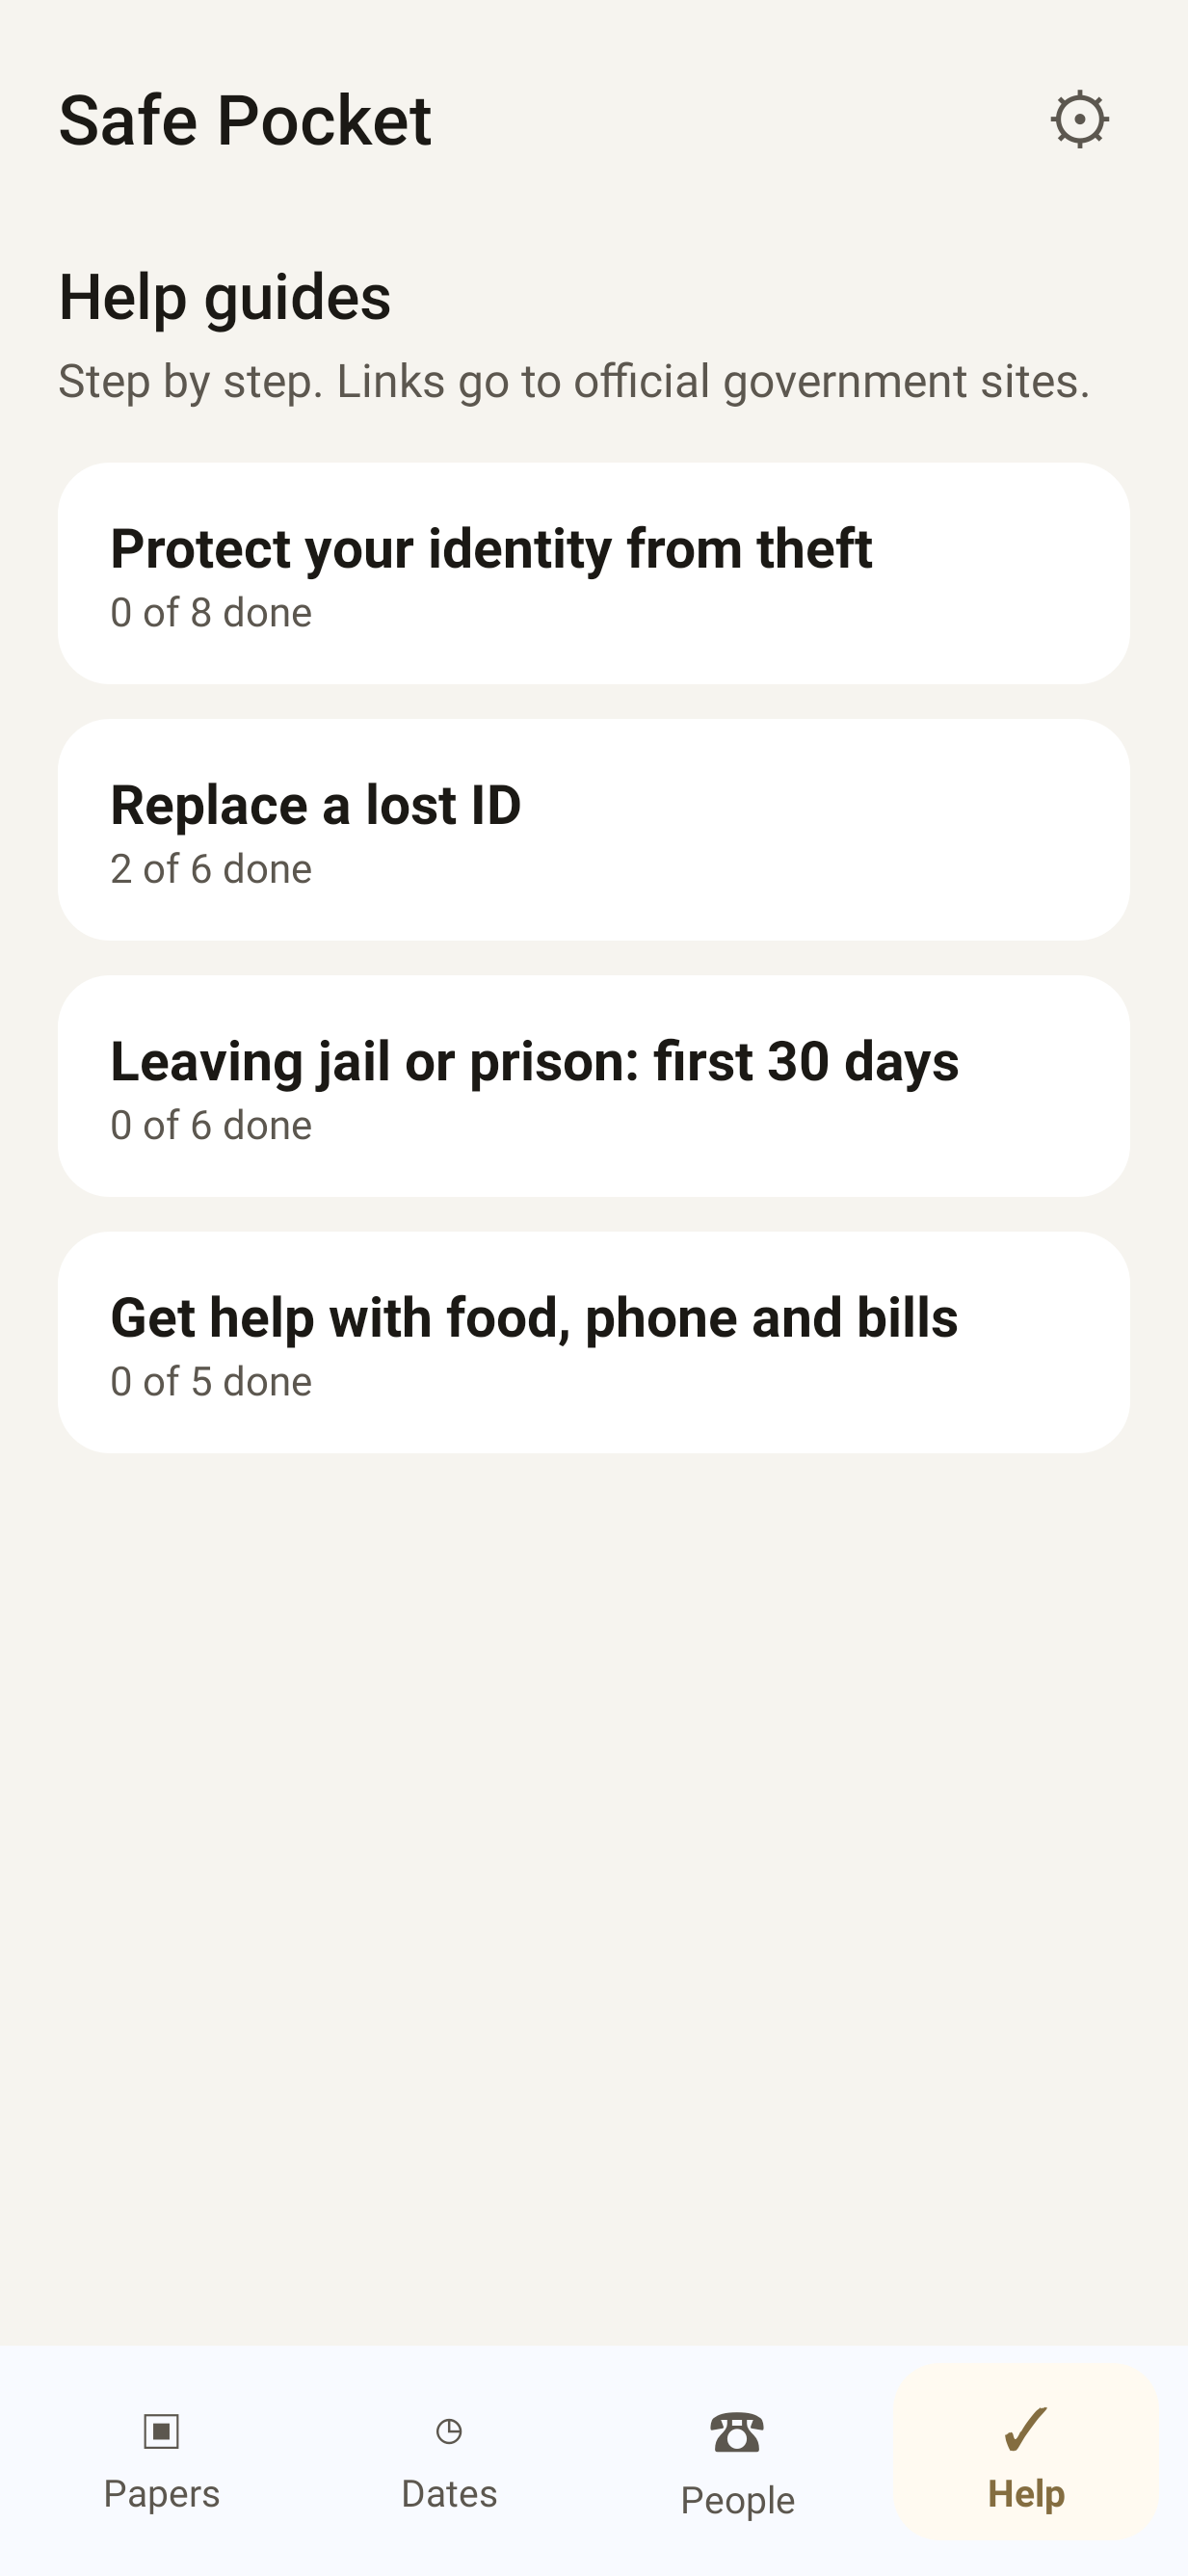 Safe Pocket
Help guides
Step by step. Links go to official government sites.
Protect your identity from theft
0 of 8 done
Replace a lost ID
2 of 6 done
Leaving jail or prison: first 30 days
0 of 6 done
Get help with food, phone and bills
0 of 5 done
Papers
Dates
People
Help